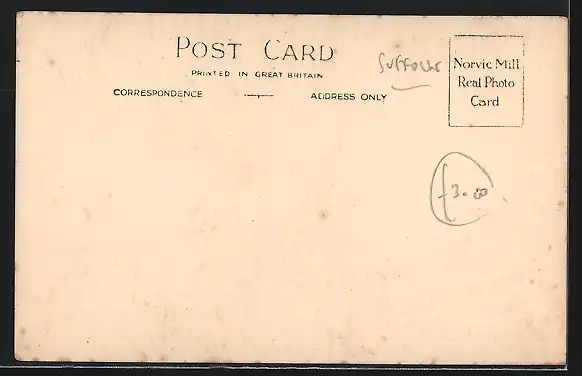 POST CARD
PRINTED IN GREAT BRITAIN
CORRESPONDENCE
ADDRESS ONLY
SUFFOLK
Norvic Mill
Real Photo
Card
£3.00